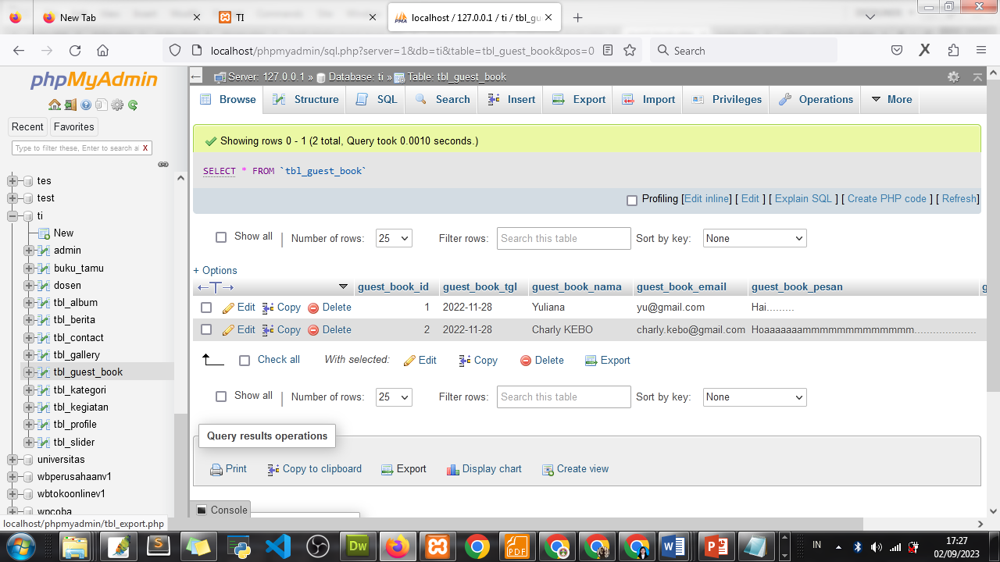 New Tab
TI
localhost / 127.0.0.1 / ti / tbl_gu
localhost/phpmyadmin/sql.php?server=1&db=ti&table=tbl_guest_book&pos=0
Search
phpMyAdmin
Recent
Favorites
Type to filter these, Enter to search al
X
tes
test
ti
New
admin
buku_tamu
dosen
tbl_album
tbl_berita
tbl_contact
tbl_gallery
tbl_guest_book
tbl_kategori
tbl_kegiatan
tbl_profile
tbl_slider
universitas
wbperusahaanv1
wbtokoonlinev1
wpcoba
localhost/phpmyadmin/tbl_export.php
Server: 127.0.0.1 » Database: ti » Table: tbl_guest_book
Browse Structure SQL Search Insert Export Import Privileges Operations More
Showing rows 0 - 1 (2 total, Query took 0.0010 seconds.)
SELECT * FROM `tbl_guest_book`
Profiling [Edit inline] [ Edit ] [ Explain SQL ] [ Create PHP code ] [ Refresh]
Show all | Number of rows: 25 Filter rows: Search this table Sort by key: None
+ Options
guest_book_id guest_book_tgl guest_book_nama guest_book_email guest_book_pesan g
Edit Copy Delete 1 2022-11-28 Yuliana yu@gmail.com Hai.........
Edit Copy Delete 2 2022-11-28 Charly KEBO charly.kebo@gmail.com Hoaaaaaaammmmmmmmmmmmm....................
Check all With selected: Edit Copy Delete Export
Show all | Number of rows: 25 Filter rows: Search this table Sort by key: None
Query results operations
Print Copy to clipboard Export Display chart Create view
Console
IN
17:27
02/09/2023